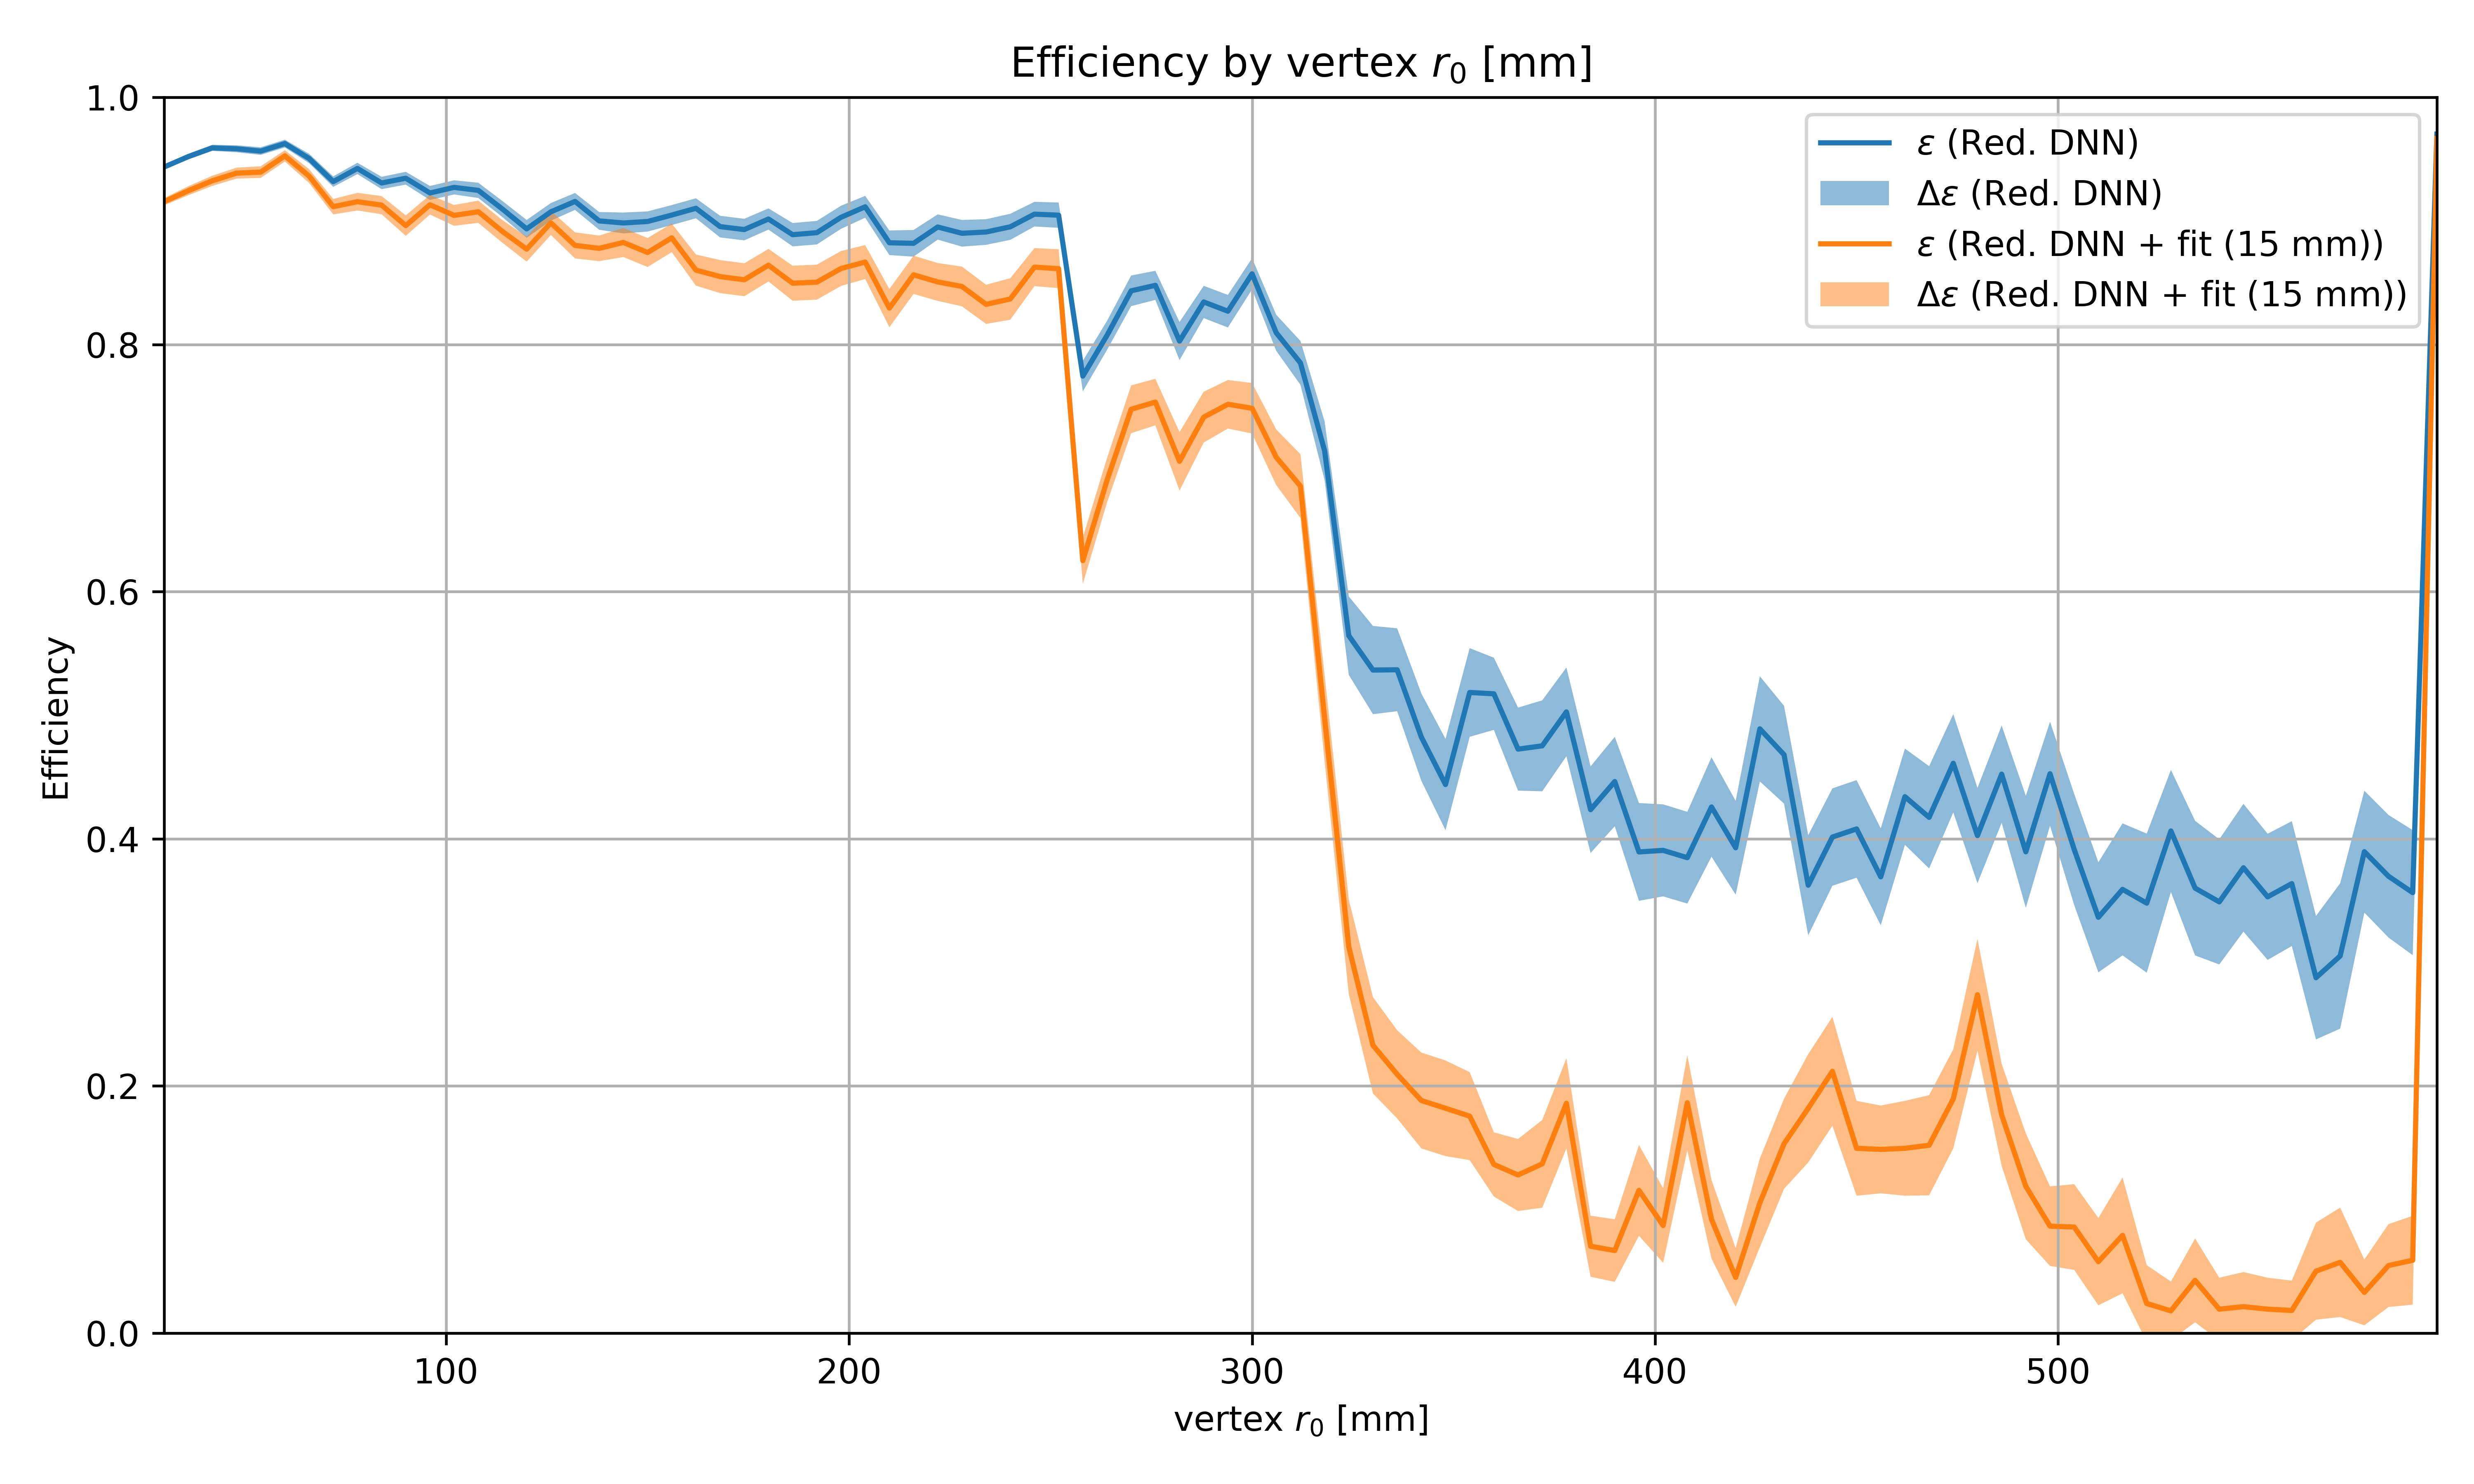 Efficiency by vertex r₀ [mm]
ε (Red. DNN)
Δε (Red. DNN)
ε (Red. DNN + fit (15 mm))
Δε (Red. DNN + fit (15 mm))
Efficiency
1.0
0.8
0.6
0.4
0.2
0.0
100 200 300 400 500
vertex r₀ [mm]